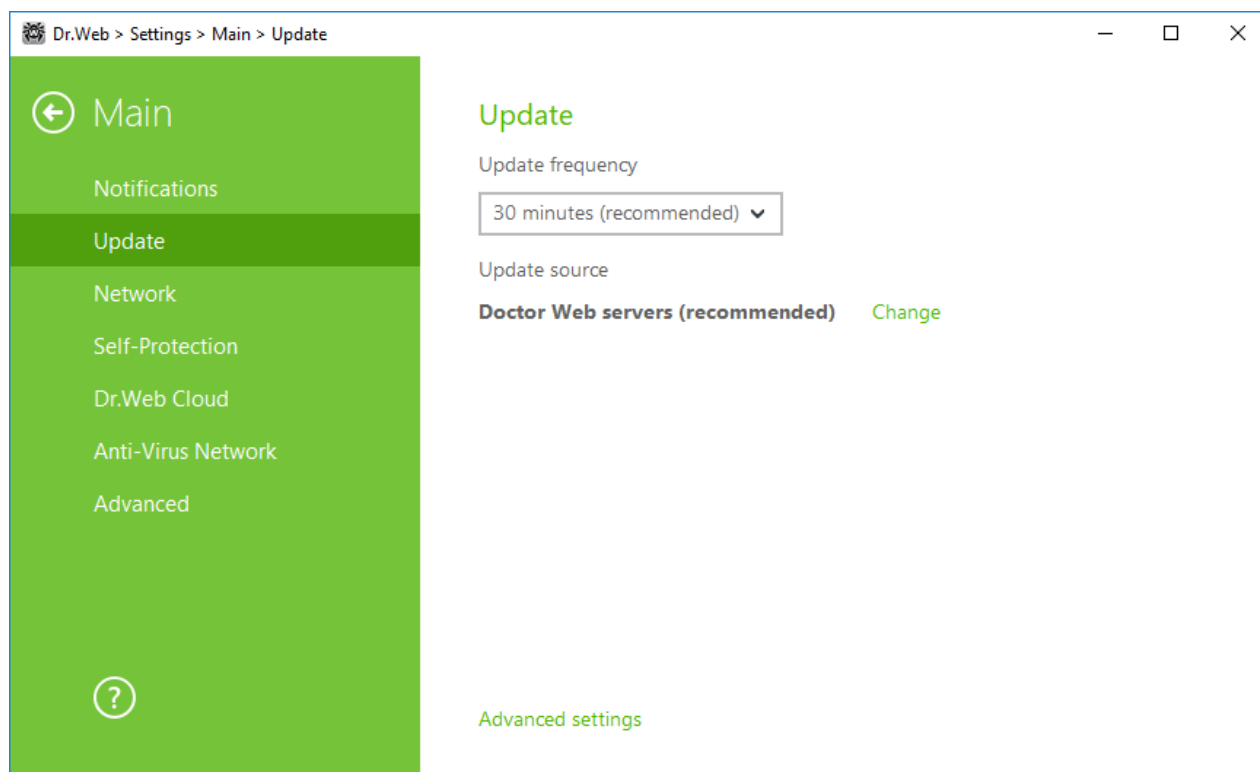 Dr.Web > Settings > Main > Update
Main
Notifications
Update
Network
Self-Protection
Dr.Web Cloud
Anti-Virus Network
Advanced
?
Update
Update frequency
30 minutes (recommended)
Update source
Doctor Web servers (recommended) Change
Advanced settings